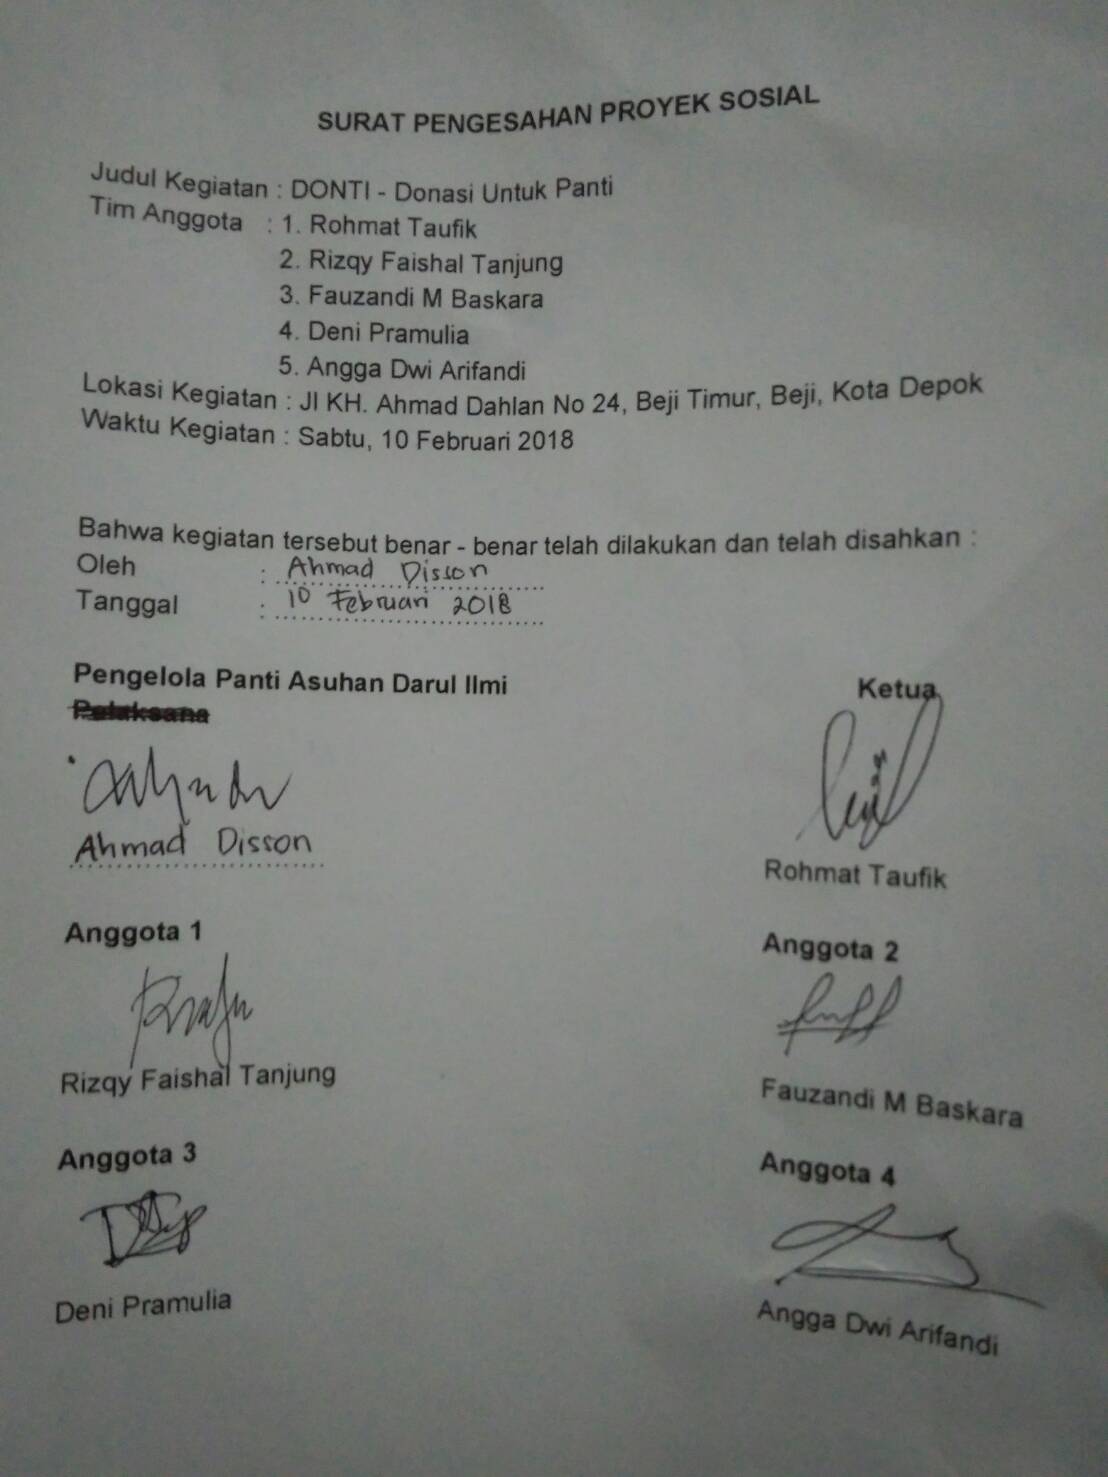 SURAT PENGESAHAN PROYEK SOSIAL
Judul Kegiatan : DONTI - Donasi Untuk Panti
Tim Anggota : 1. Rohmat Taufik
2. Rizqy Faishal Tanjung
3. Fauzandi M Baskara
4. Deni Pramulia
5. Angga Dwi Arifandi
Lokasi Kegiatan : Jl KH. Ahmad Dahlan No 24, Beji Timur, Beji, Kota Depok
Waktu Kegiatan : Sabtu, 10 Februari 2018
Bahwa kegiatan tersebut benar - benar telah dilakukan dan telah disahkan :
Oleh : Ahmad Disson
Tanggal : 10 Februari 2018
Pengelola Panti Asuhan Darul Ilmi
Pelaksana
Ketua
Ahmad Disson
Rohmat Taufik
Anggota 1
Anggota 2
Rizqy Faishal Tanjung
Fauzandi M Baskara
Anggota 3
Anggota 4
Deni Pramulia
Angga Dwi Arifandi